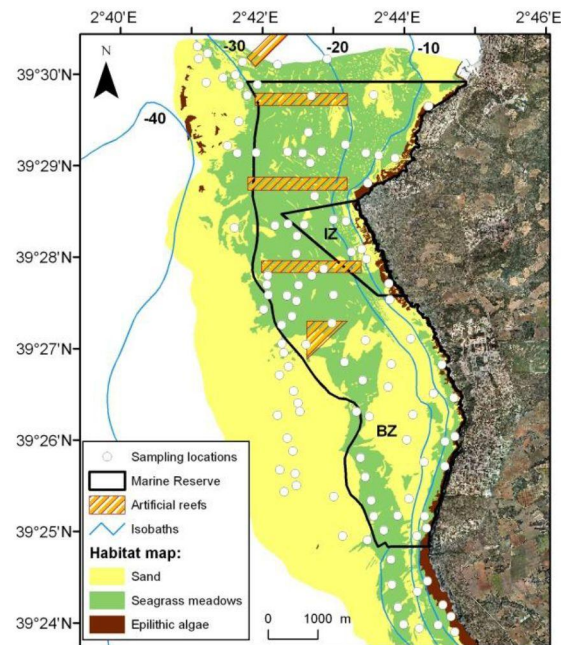 2°40'E 2°42'E 2°44'E 2°46'E
39°30'N
39°29'N
39°28'N
39°27'N
39°26'N
39°25'N
39°24'N
N
-30 -20 -10
-40
IZ
BZ
Sampling locations
Marine Reserve
Artificial reefs
Isobaths
Habitat map:
Sand
Seagrass meadows
Epilithic algae
0 1000 m